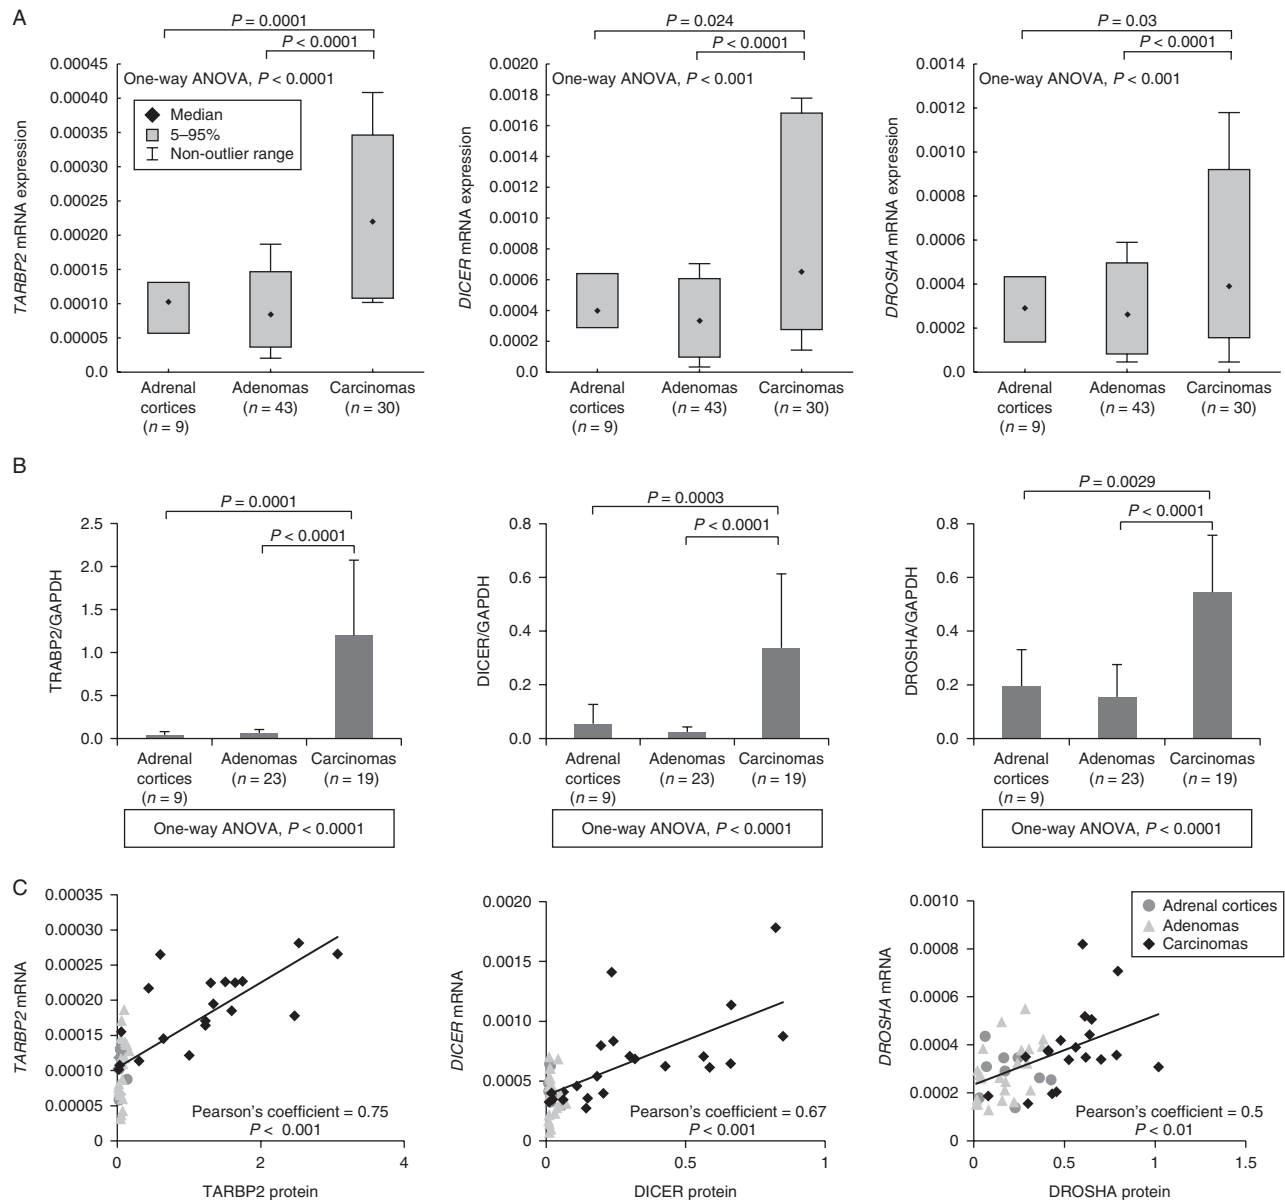 A
P = 0.0001
P < 0.0001
One-way ANOVA, P < 0.0001
Median
5–95%
Non-outlier range
TARBP2 mRNA expression
0.00045
0.00040
0.00035
0.00030
0.00025
0.00020
0.00015
0.00010
0.00005
0.0
Adrenal cortices (n = 9)
Adenomas (n = 43)
Carcinomas (n = 30)
P = 0.024
P < 0.0001
One-way ANOVA, P < 0.001
DICER mRNA expression
0.0020
0.0018
0.0016
0.0014
0.0012
0.0010
0.0008
0.0006
0.0004
0.0002
0.0
Adrenal cortices (n = 9)
Adenomas (n = 43)
Carcinomas (n = 30)
P = 0.03
P < 0.0001
One-way ANOVA, P < 0.001
DROSHA mRNA expression
0.0014
0.0012
0.0010
0.0008
0.0006
0.0004
0.0002
0.0
Adrenal cortices (n = 9)
Adenomas (n = 43)
Carcinomas (n = 30)
B
P = 0.0001
P < 0.0001
TRABP2/GAPDH
2.5
2.0
1.5
1.0
0.5
0.0
Adrenal cortices (n = 9)
Adenomas (n = 23)
Carcinomas (n = 19)
One-way ANOVA, P < 0.0001
P = 0.0003
P < 0.0001
DICER/GAPDH
0.8
0.6
0.4
0.2
0.0
Adrenal cortices (n = 9)
Adenomas (n = 23)
Carcinomas (n = 19)
One-way ANOVA, P < 0.0001
P = 0.0029
P < 0.0001
DROSHA/GAPDH
0.8
0.6
0.4
0.2
0.0
Adrenal cortices (n = 9)
Adenomas (n = 23)
Carcinomas (n = 19)
One-way ANOVA, P < 0.0001
C
TARBP2 mRNA
0.00035
0.00030
0.00025
0.00020
0.00015
0.00010
0.00005
0
Pearson's coefficient = 0.75
P < 0.001
0
2
4
TARBP2 protein
DICER mRNA
0.0020
0.0015
0.0010
0.0005
0
Pearson's coefficient = 0.67
P < 0.001
0
0.5
1
DICER protein
DROSHA mRNA
0.0010
0.0008
0.0006
0.0004
0.0002
0
Adrenal cortices
Adenomas
Carcinomas
Pearson's coefficient = 0.5
P < 0.01
0
0.5
1
1.5
DROSHA protein